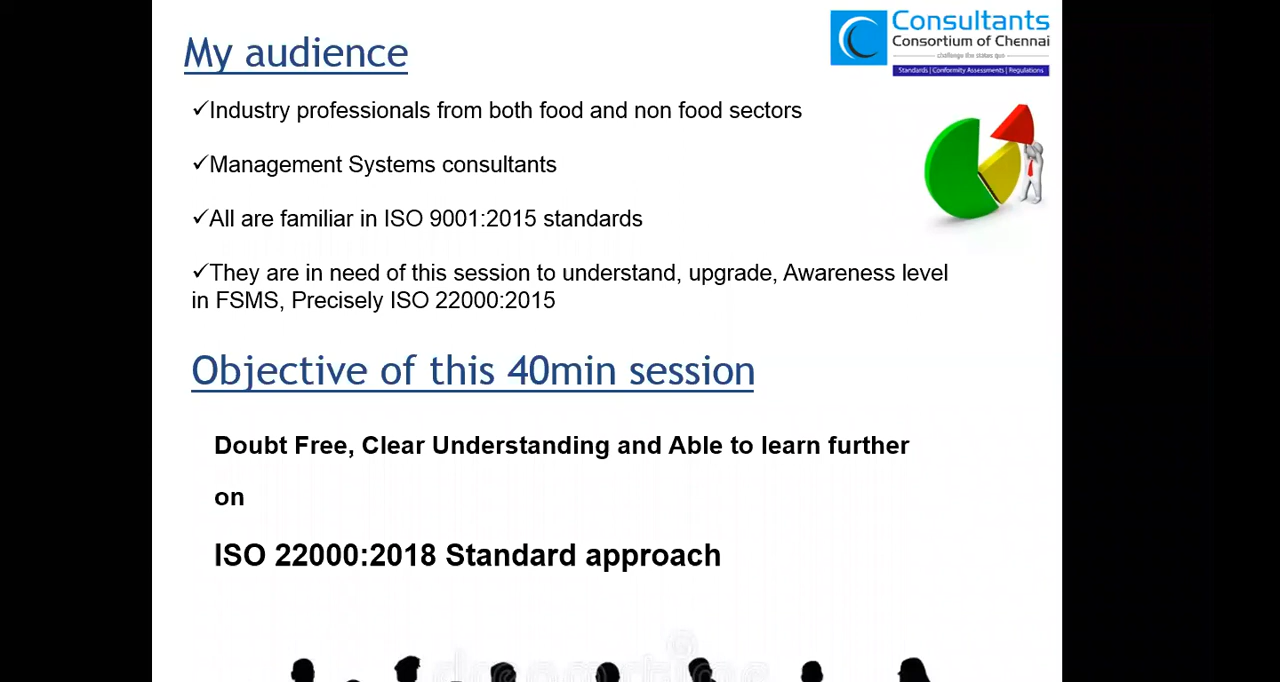 My audience
Consultants
Consortium of Chennai
Standards | Conformity Assessments | Regulations
✓Industry professionals from both food and non food sectors
✓Management Systems consultants
✓All are familiar in ISO 9001:2015 standards
✓They are in need of this session to understand, upgrade, Awareness level
in FSMS, Precisely ISO 22000:2015
Objective of this 40min session
Doubt Free, Clear Understanding and Able to learn further
on
ISO 22000:2018 Standard approach